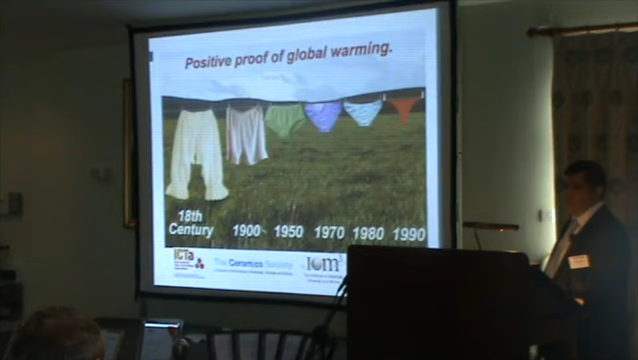 Positive proof of global warming.
18th
Century
1900 1950 1970 1980 1990
ICTa
The Ceramics Society
IOM3